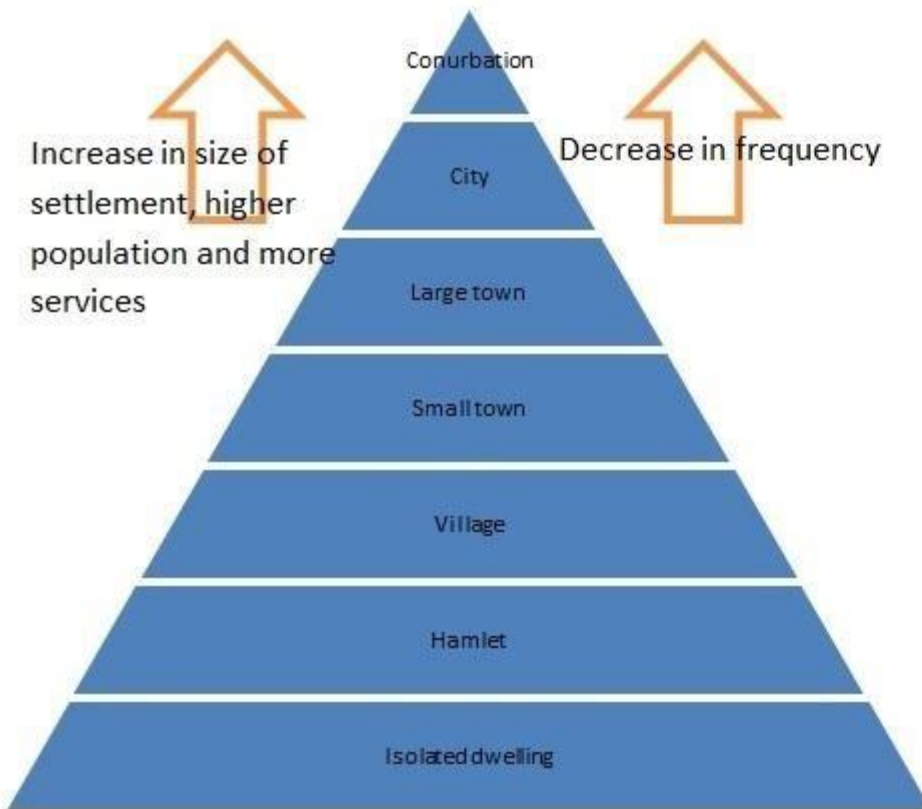 Conurbation
Increase in size of
settlement, higher
population and more
services
Decrease in frequency
City
Large town
Small town
Village
Hamlet
Isolated dwelling